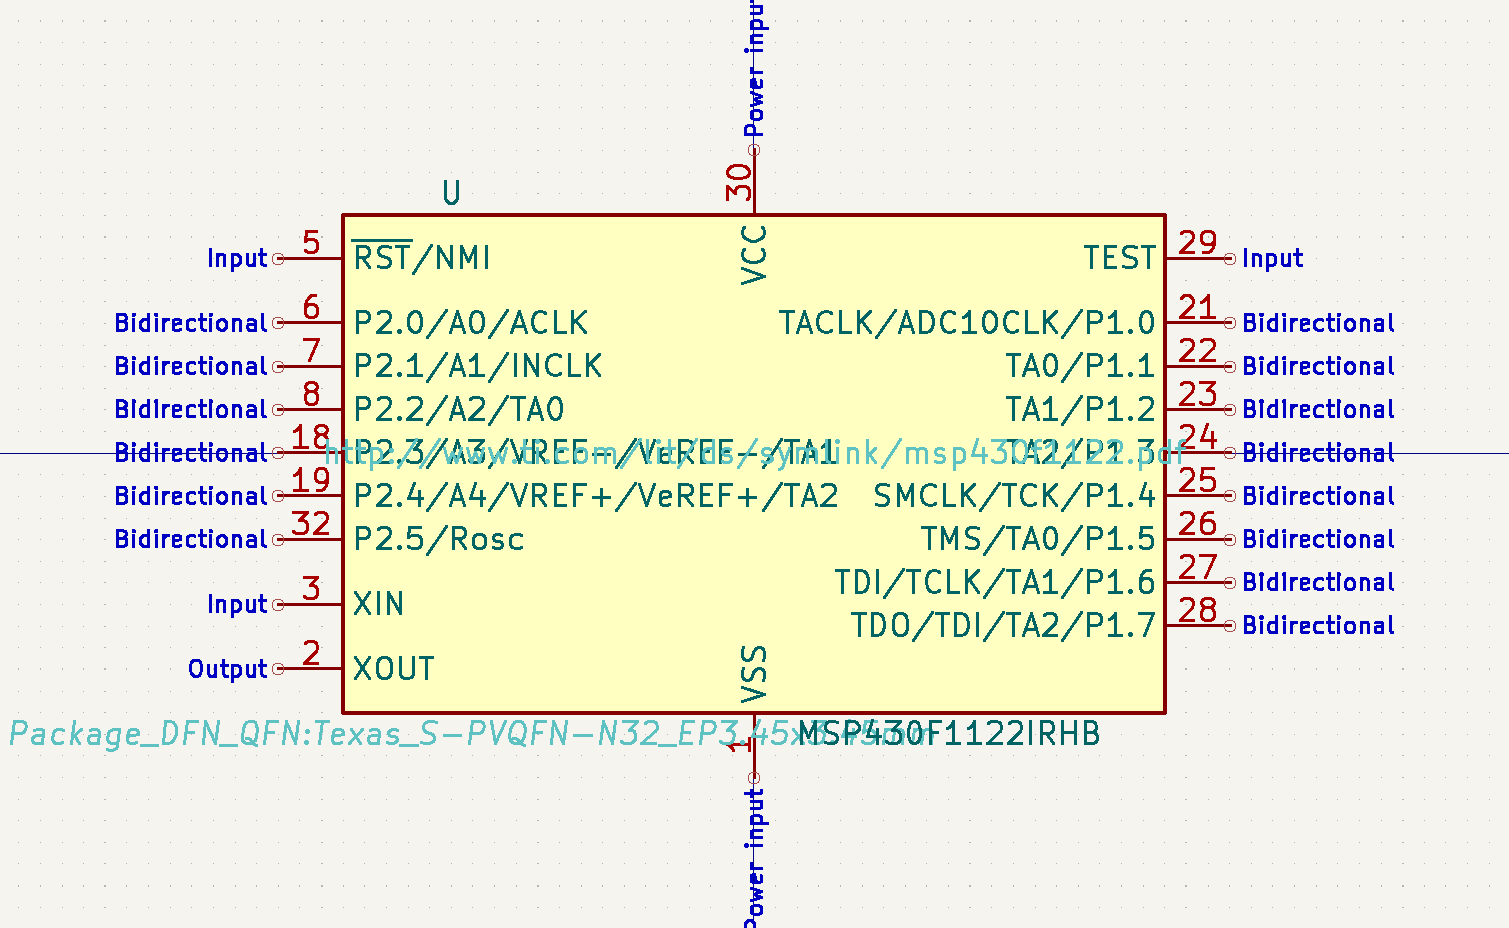 Power input
30
U
VCC
Input 5 RST/NMI TEST 29 Input
Bidirectional 6 P2.0/A0/ACLK TACLK/ADC10CLK/P1.0 21 Bidirectional
Bidirectional 7 P2.1/A1/INCLK TA0/P1.1 22 Bidirectional
Bidirectional 8 P2.2/A2/TA0 TA1/P1.2 23 Bidirectional
Bidirectional 18 P2.3/A3/VREF-/VeREF-/TA1 TA2/P1.3 24 Bidirectional
http://www.ti.com/lit/ds/symlink/msp430f1122.pdf
Bidirectional 19 P2.4/A4/VREF+/VeREF+/TA2 SMCLK/TCK/P1.4 25 Bidirectional
Bidirectional 32 P2.5/Rosc TMS/TA0/P1.5 26 Bidirectional
TDI/TCLK/TA1/P1.6 27 Bidirectional
Input 3 XIN
TDO/TDI/TA2/P1.7 28 Bidirectional
Output 2 XOUT
VSS
Package_DFN_QFN:Texas_S-PVQFN-N32_EP3.45x3.45mm
MSP430F1122IRHB
1
Power input